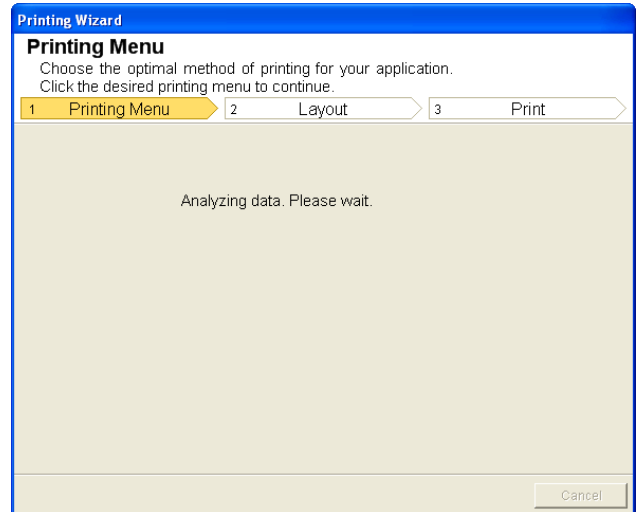 Printing Wizard
Printing Menu
Choose the optimal method of printing for your application.
Click the desired printing menu to continue.
1 Printing Menu 2 Layout 3 Print
Analyzing data. Please wait.
Cancel